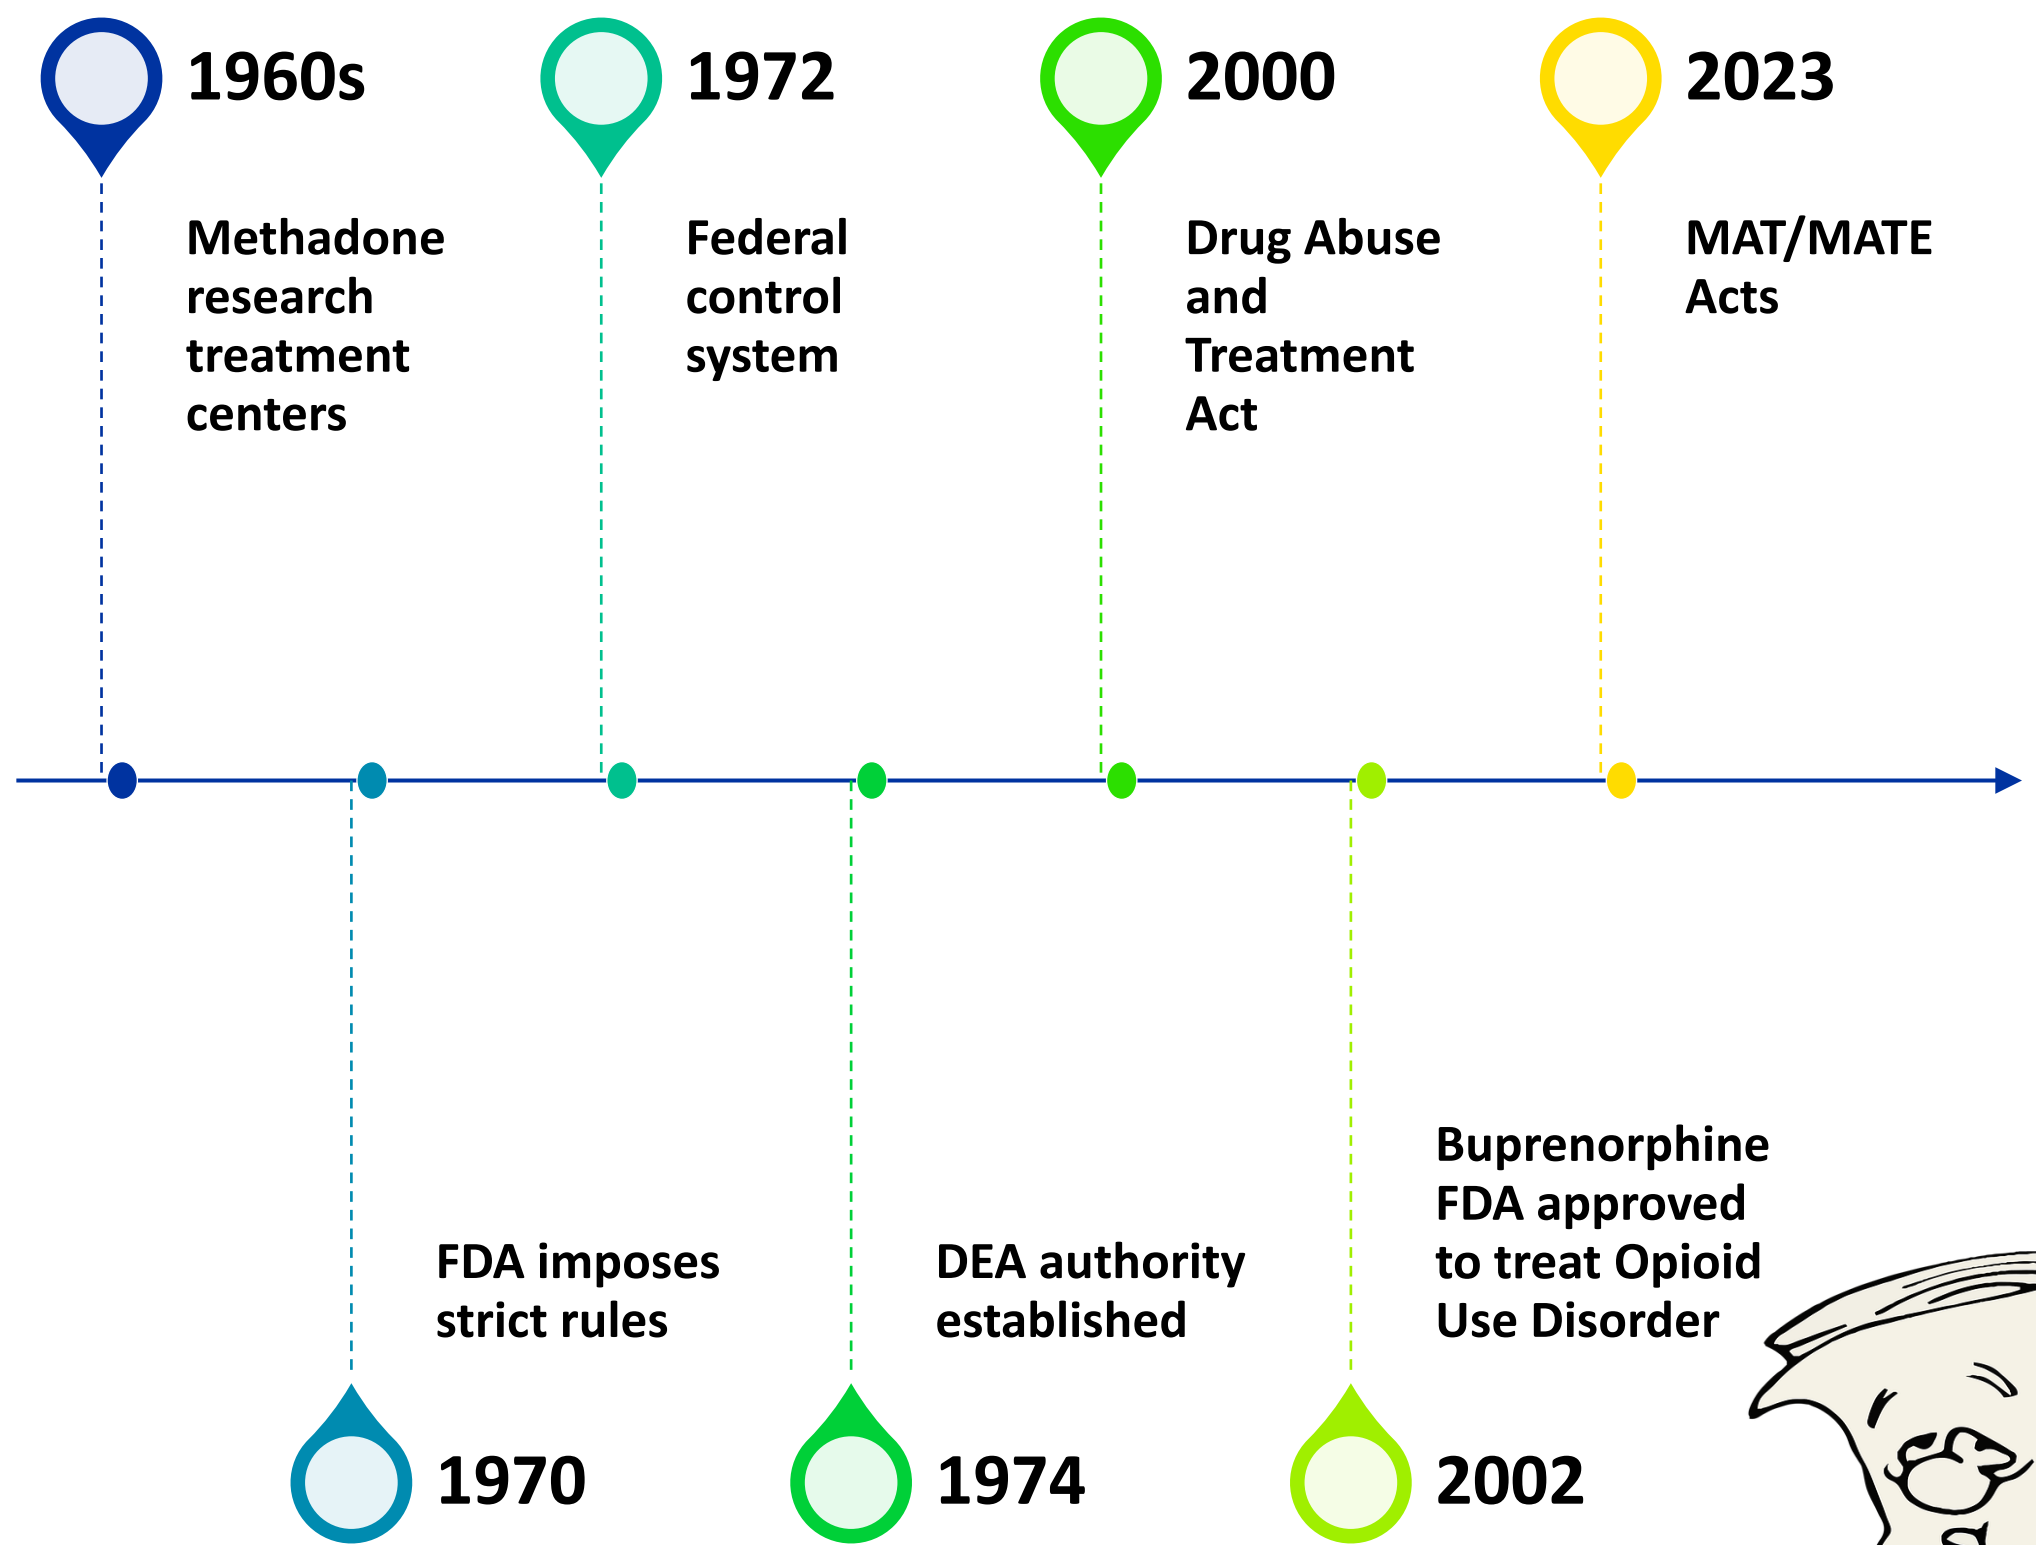 1960s
Methadone
research
treatment
centers
1970
FDA imposes
strict rules
1972
Federal
control
system
1974
DEA authority
established
2000
Drug Abuse
and
Treatment
Act
2002
Buprenorphine
FDA approved
to treat Opioid
Use Disorder
2023
MAT/MATE
Acts